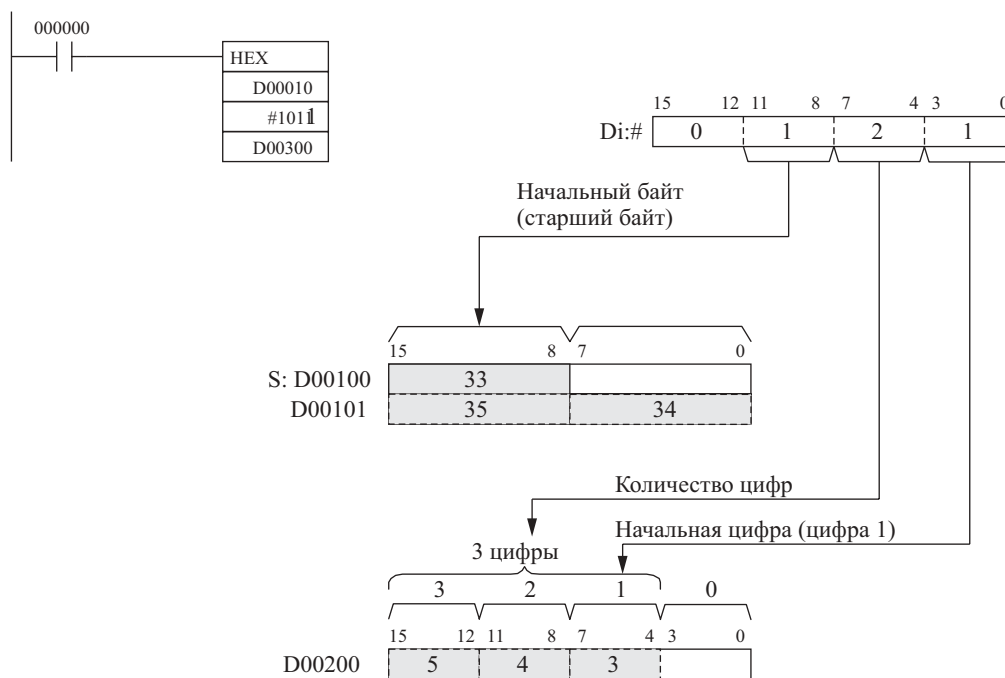 000000
HEX
D00010
#1011
D00300
15 12 11 8 7 4 3 0
Di:# 0 1 2 1
Начальный байт
(старший байт)
15 8 7 0
S: D00100 33
D00101 35 34
Количество цифр
Начальная цифра (цифра 1)
3 цифры
3 2 1 0
15 12 11 8 7 4 3 0
D00200 5 4 3